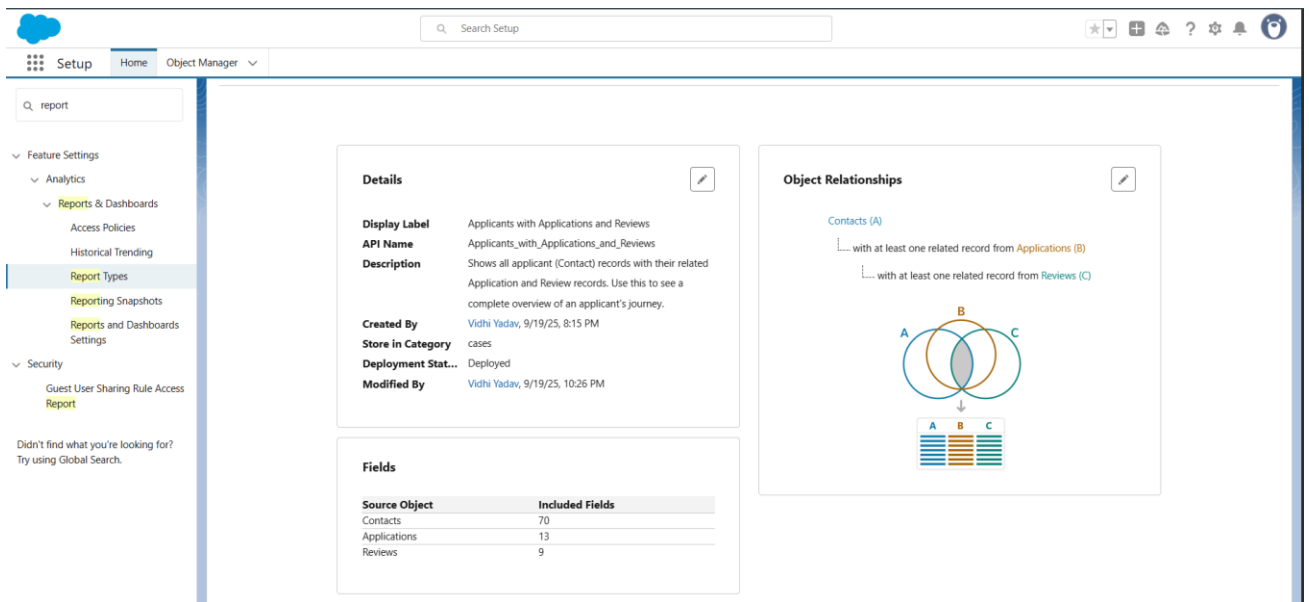 Search Setup
Setup
Home
Object Manager
report
Feature Settings
Analytics
Reports & Dashboards
Access Policies
Historical Trending
Report Types
Reporting Snapshots
Reports and Dashboards
Settings
Security
Guest User Sharing Rule Access
Report
Didn't find what you're looking for?
Try using Global Search.
Details
Display Label Applicants with Applications and Reviews
API Name Applicants_with_Applications_and_Reviews
Description Shows all applicant (Contact) records with their related
Application and Review records. Use this to see a
complete overview of an applicant's journey.
Created By Vidhi Yadav, 9/19/25, 8:15 PM
Store in Category cases
Deployment Stat... Deployed
Modified By Vidhi Yadav, 9/19/25, 10:26 PM
Fields
Source Object Included Fields
Contacts 70
Applications 13
Reviews 9
Object Relationships
Contacts (A)
with at least one related record from Applications (B)
with at least one related record from Reviews (C)
B
A C
A B C